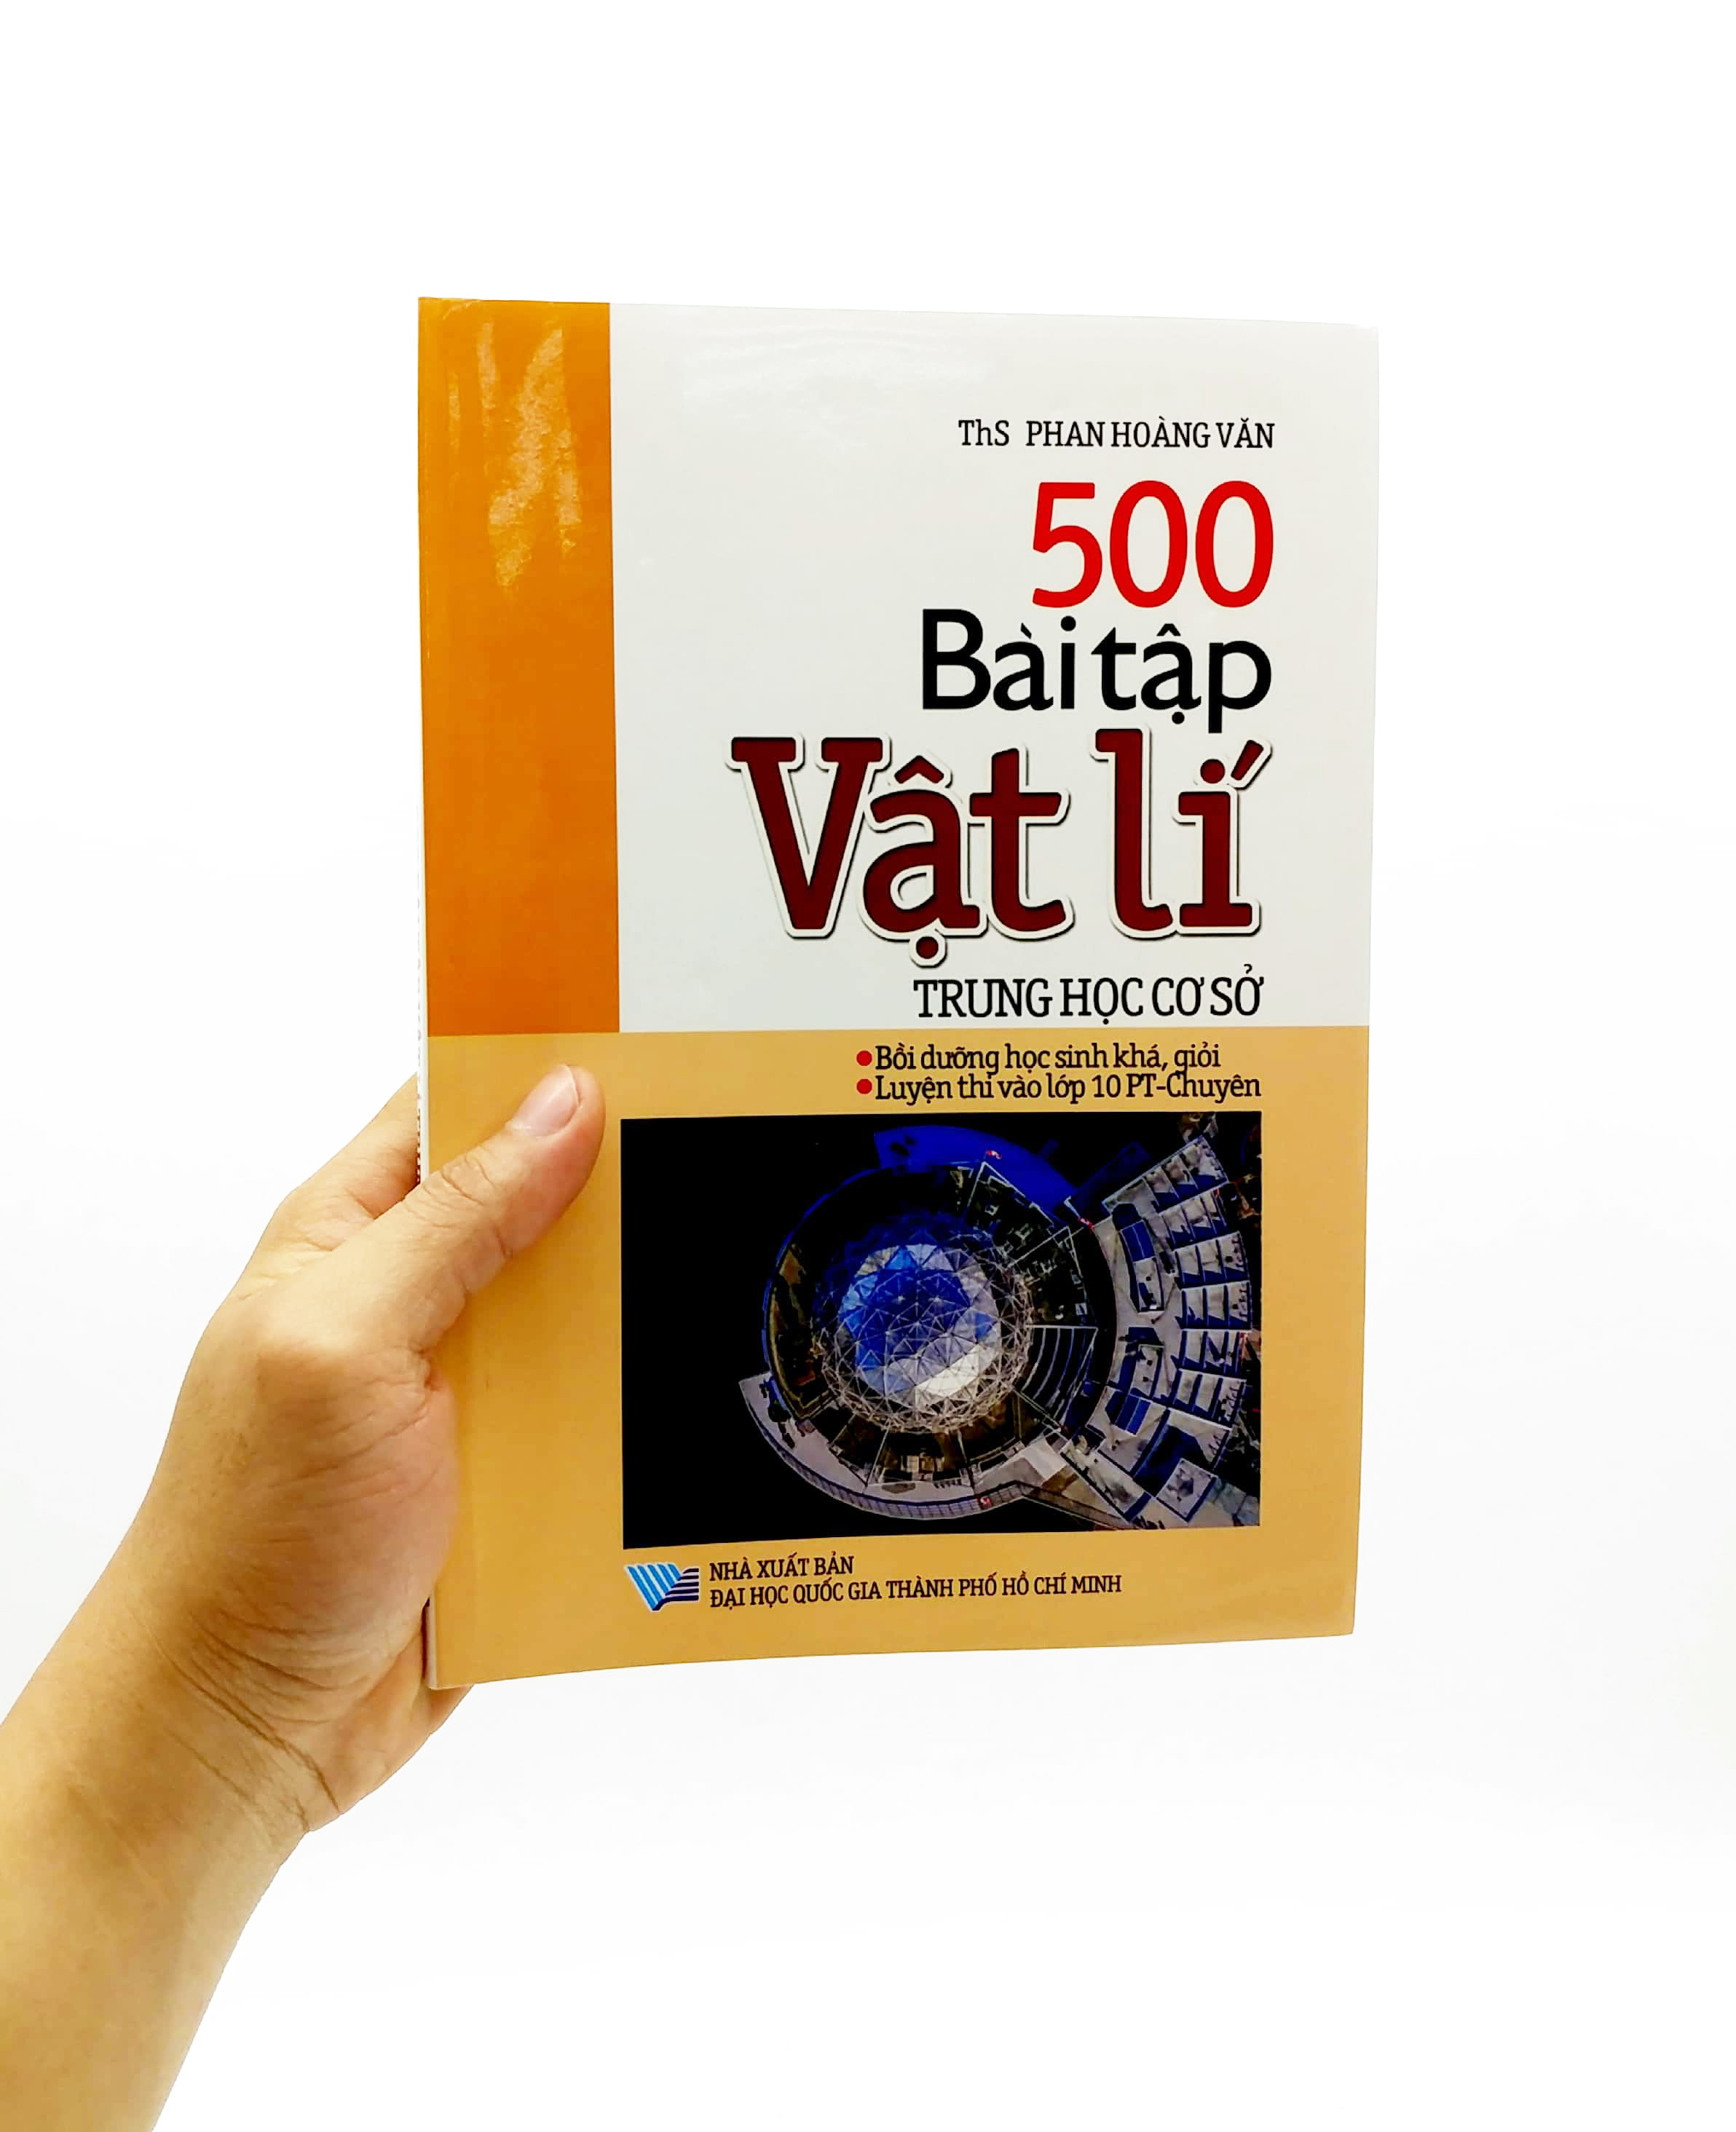 ThS PHAN HOÀNG VĂN
500
Bài tập
Vật lí
TRUNG HỌC CƠ SỞ
• Bồi dưỡng học sinh khá, giỏi
• Luyện thi vào lớp 10 PT-Chuyên
NHÀ XUẤT BẢN
ĐẠI HỌC QUỐC GIA THÀNH PHỐ HỒ CHÍ MINH